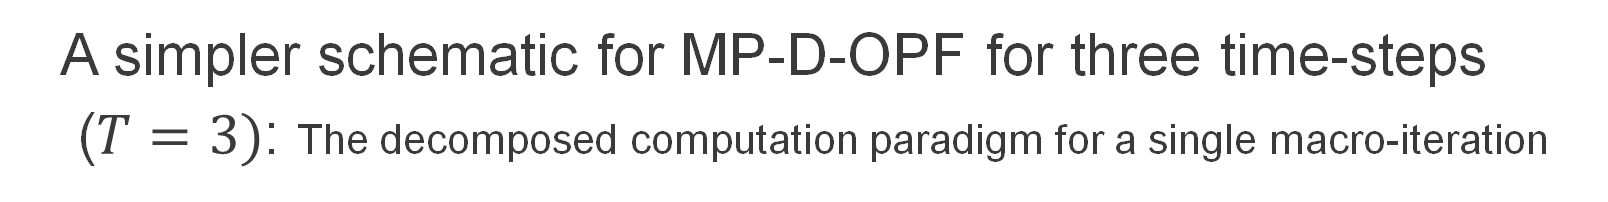 A simpler schematic for MP-D-OPF for three time-steps
(T = 3): The decomposed computation paradigm for a single macro-iteration